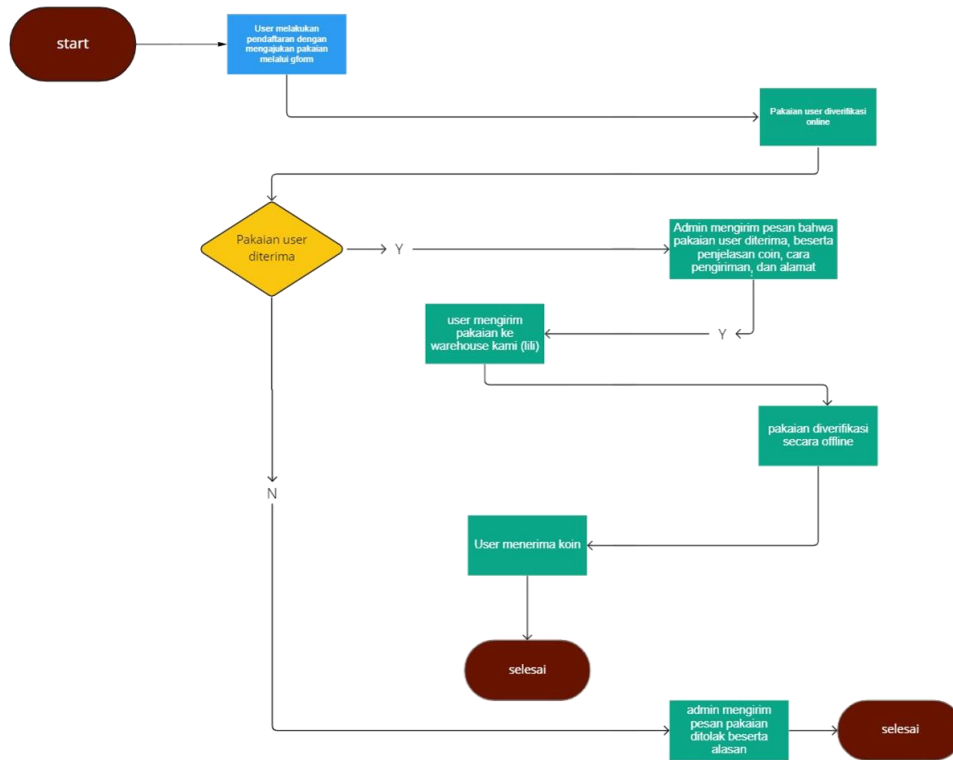 start
User melakukan
pendaftaran dengan
mengajukan pakaian
melalui gform
Pakaian user diverifikasi
online
Pakaian user
diterima
Y
Admin mengirim pesan bahwa
pakaian user diterima, beserta
penjelasan coin, cara
pengiriman, dan alamat
user mengirim
pakaian ke
warehouse kami (lili)
Y
pakaian diverifikasi
secara offline
N
User menerima koin
selesai
admin mengirim
pesan pakaian
ditolak beserta
alasan
selesai